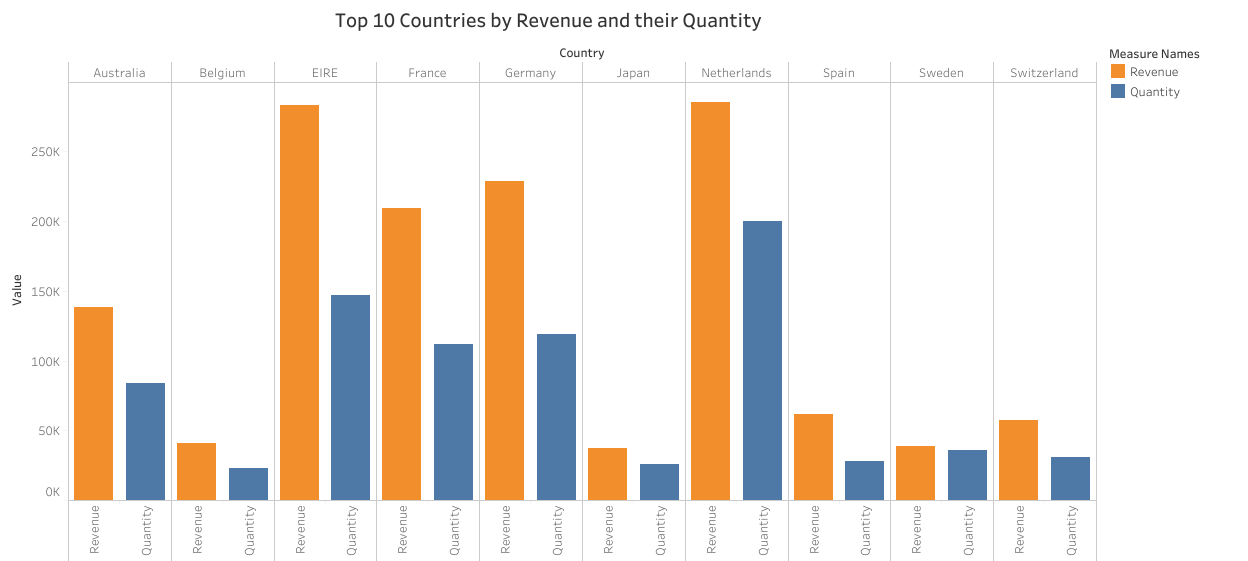 Top 10 Countries by Revenue and their Quantity
Country
Measure Names
Australia Belgium EIRE France Germany Japan Netherlands Spain Sweden Switzerland
Revenue
Quantity
Value
250K
200K
150K
100K
50K
0K
Revenue Quantity Revenue Quantity Revenue Quantity Revenue Quantity Revenue Quantity Revenue Quantity Revenue Quantity Revenue Quantity Revenue Quantity Revenue Quantity